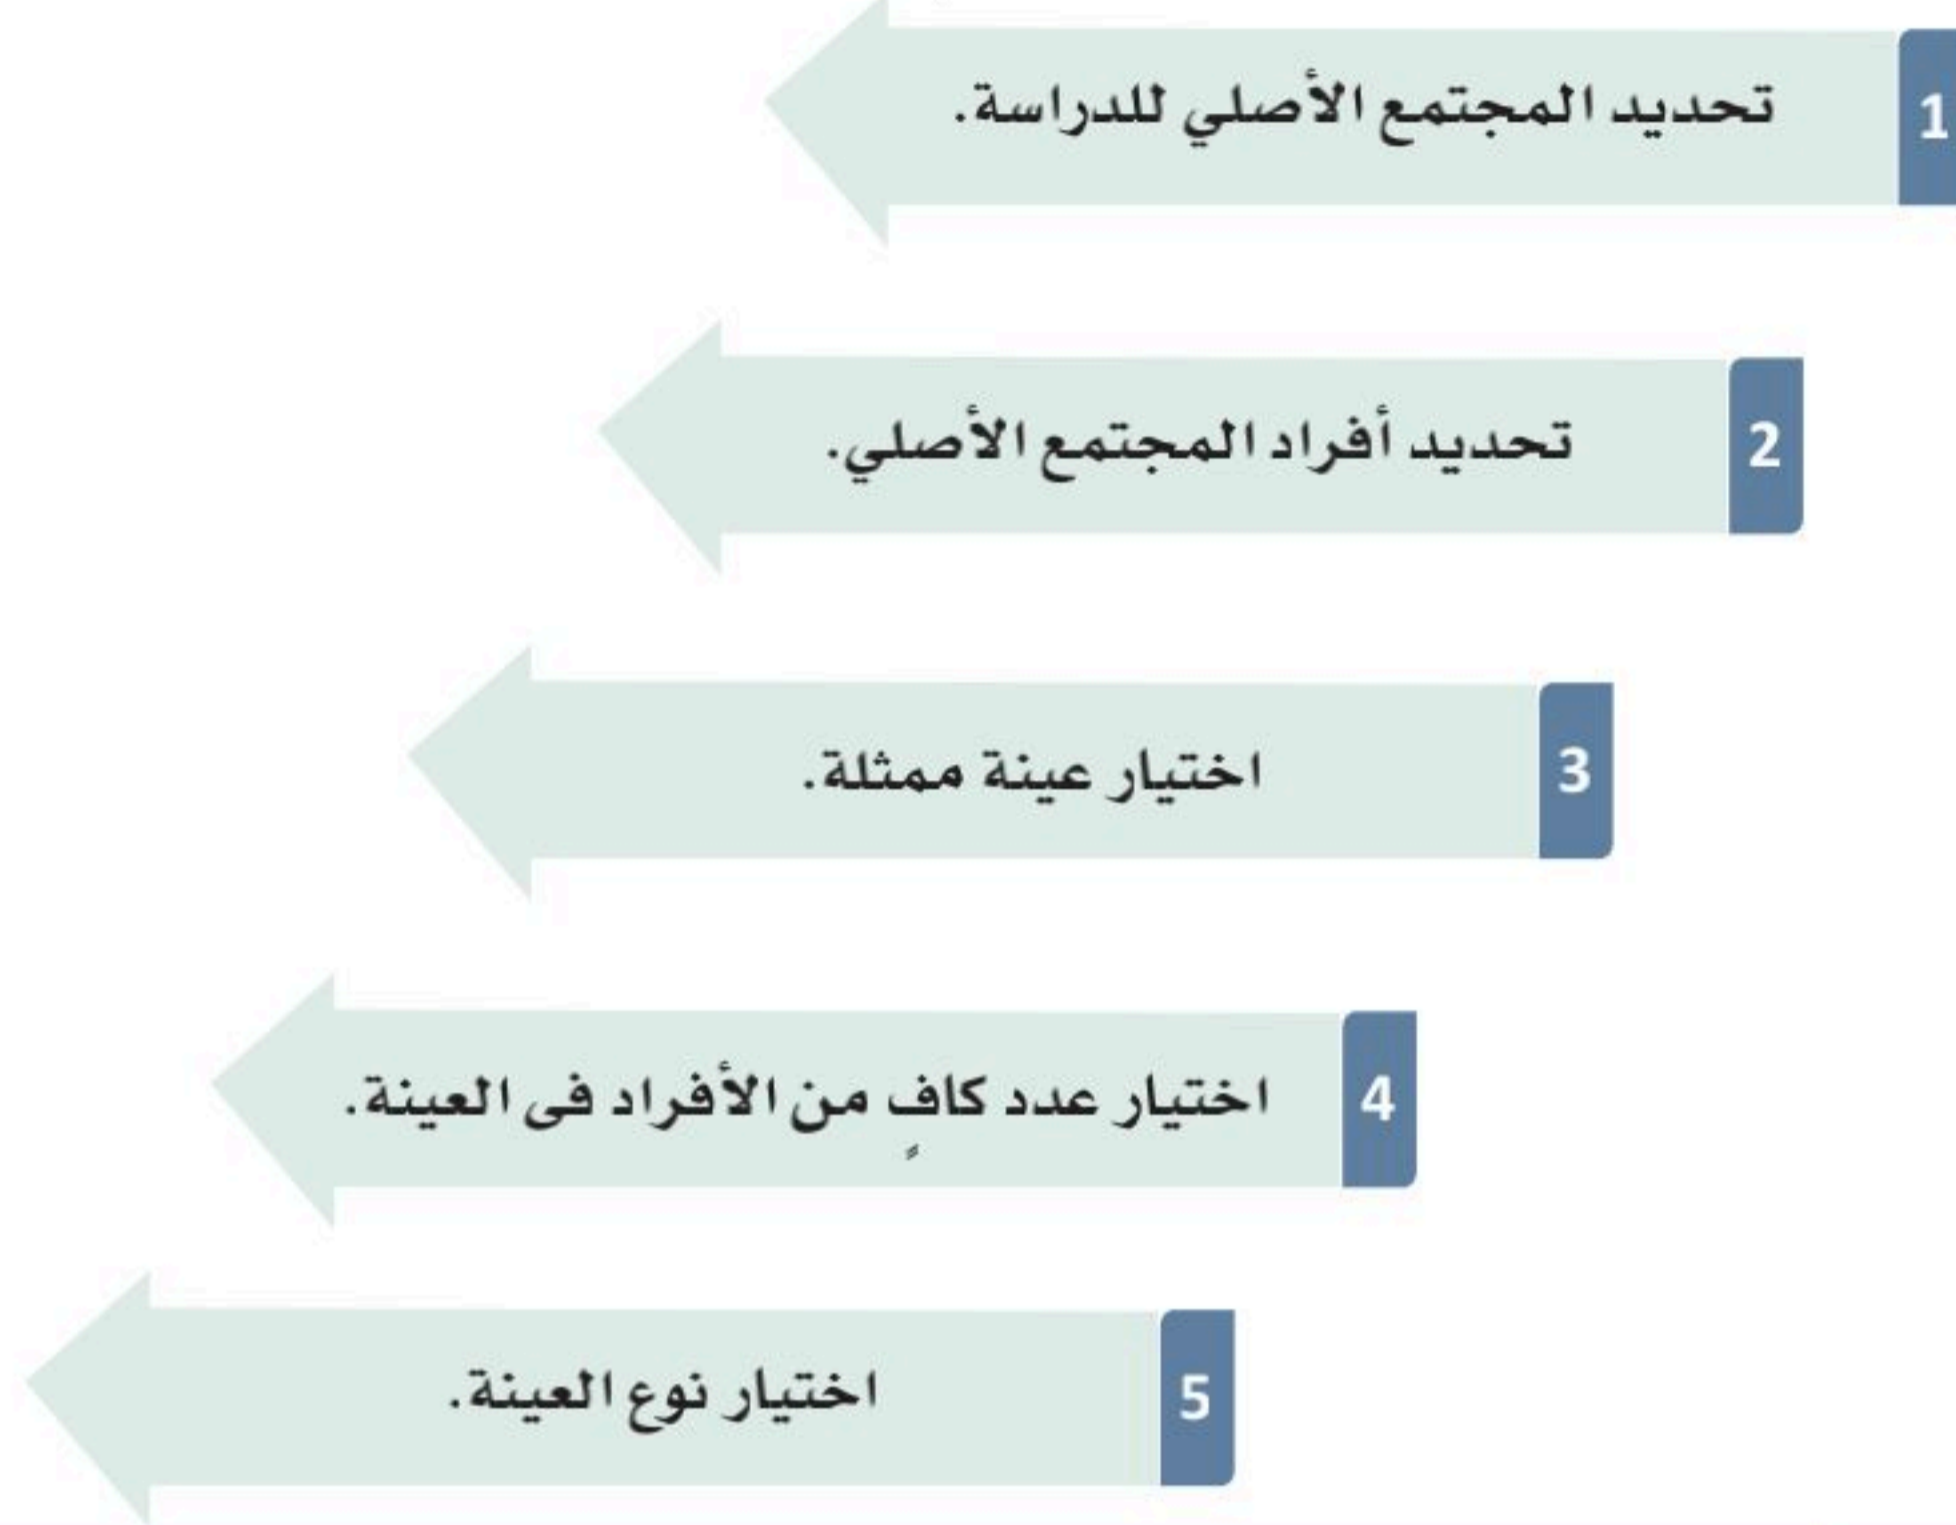 1 تحديد المجتمع الأصلي للدراسة.
2 تحديد أفراد المجتمع الأصلي.
3 اختيار عينة ممثلة.
4 اختيار عدد كافٍ من الأفراد فى العينة.
5 اختيار نوع العينة.